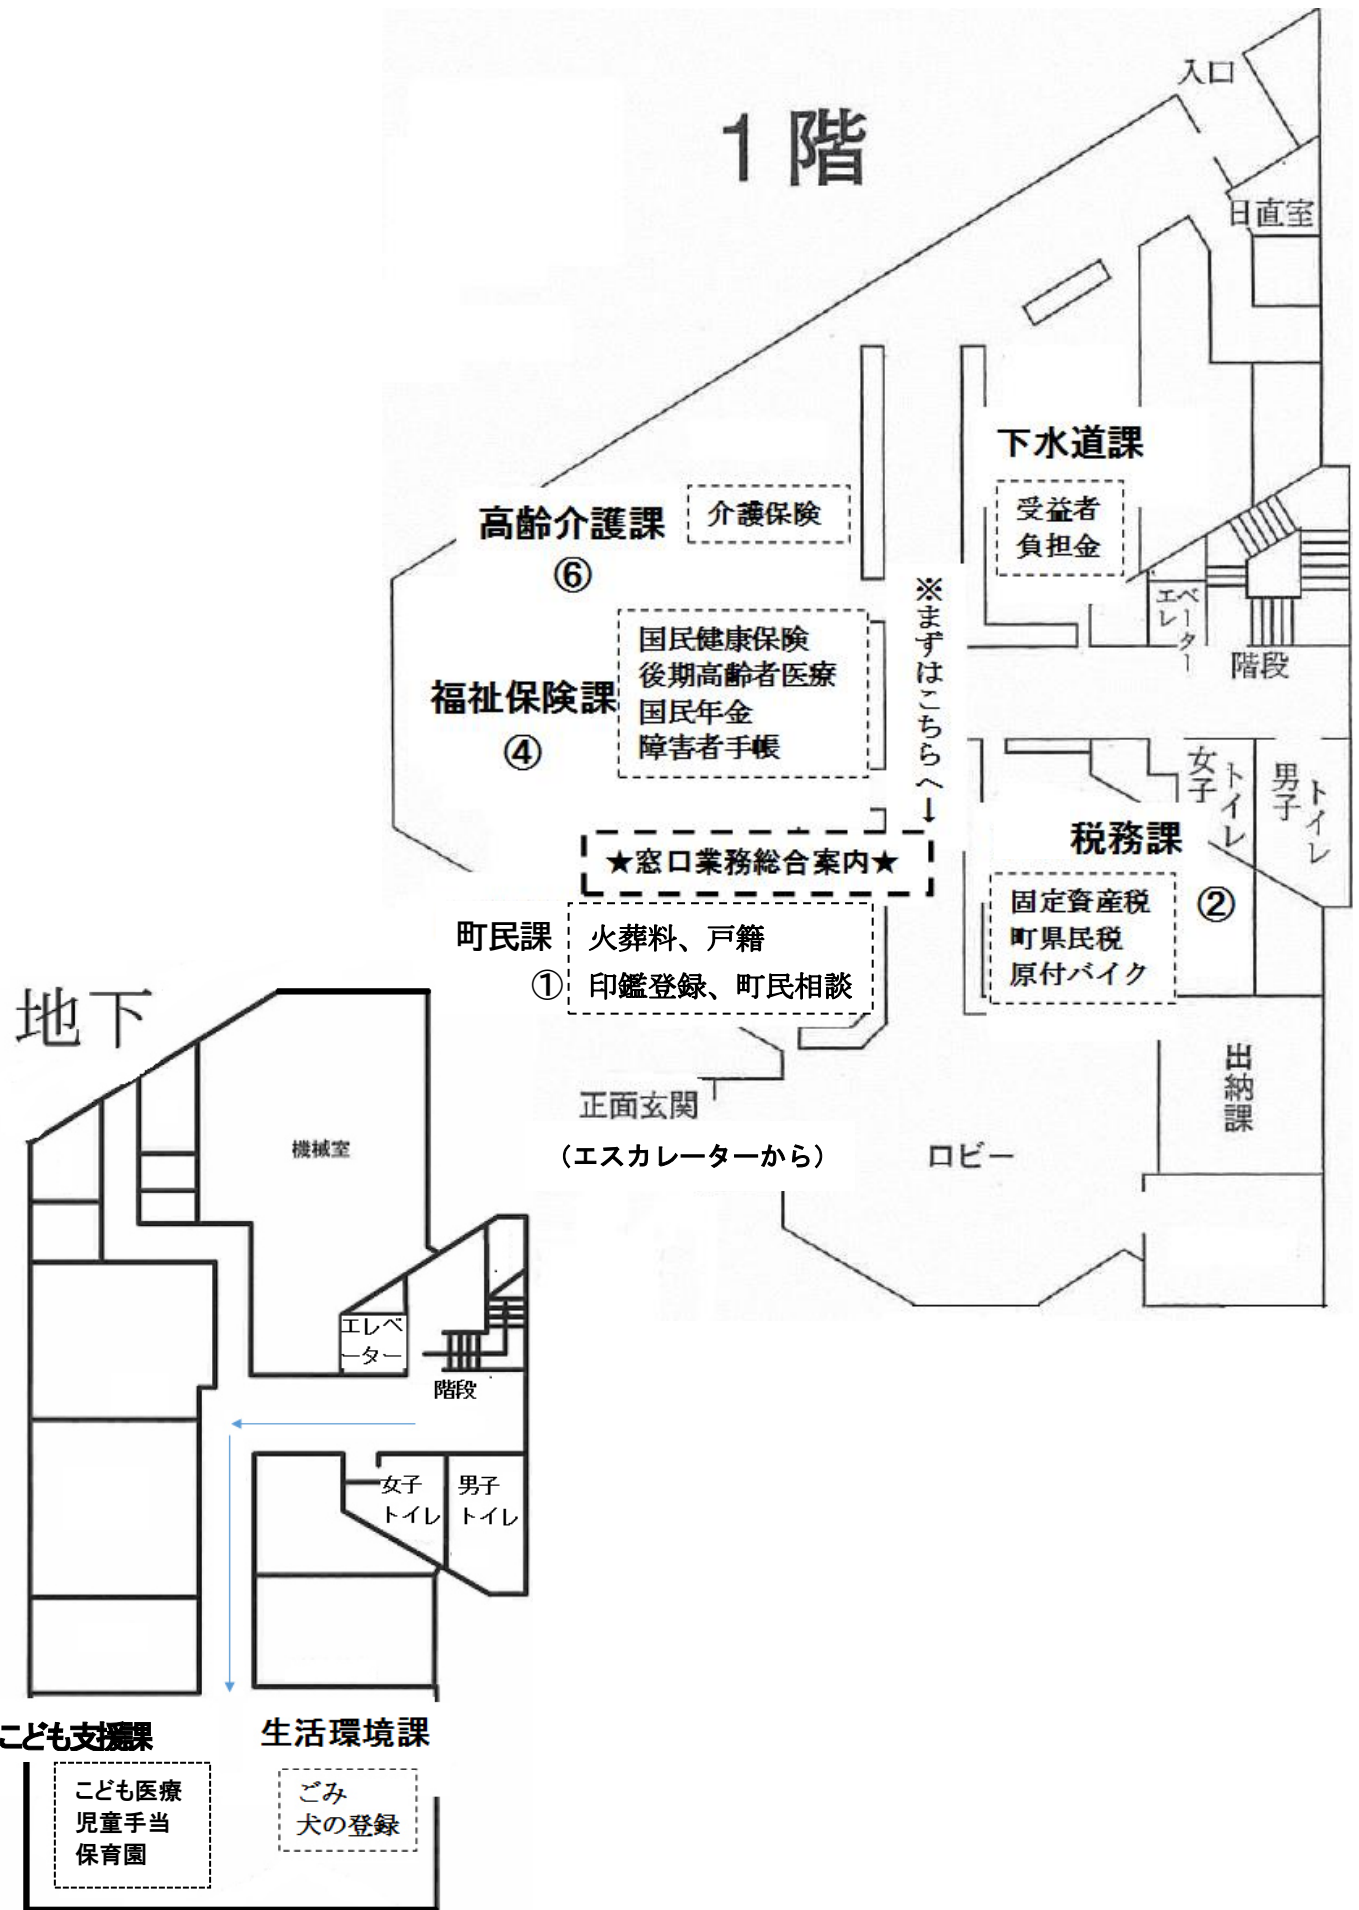 1階
入口
日直室
下水道課
受益者
負担金
高齢介護課
⑥
介護保険
※まずはこちらへ↓
エレベーター
階段
国民健康保険
後期高齢者医療
国民年金
障害者手帳
福祉保険課
④
女子トイレ
男子トイレ
税務課
②
固定資産税
町県民税
原付バイク
★窓口業務総合案内★
町民課
①
火葬料、戸籍
印鑑登録、町民相談
出納課
正面玄関
(エスカレーターから)
ロビー
地下
機械室
エレベ
ーター
階段
女子
トイレ
男子
トイレ
こども支援課
こども医療
児童手当
保育園
生活環境課
ごみ
犬の登録